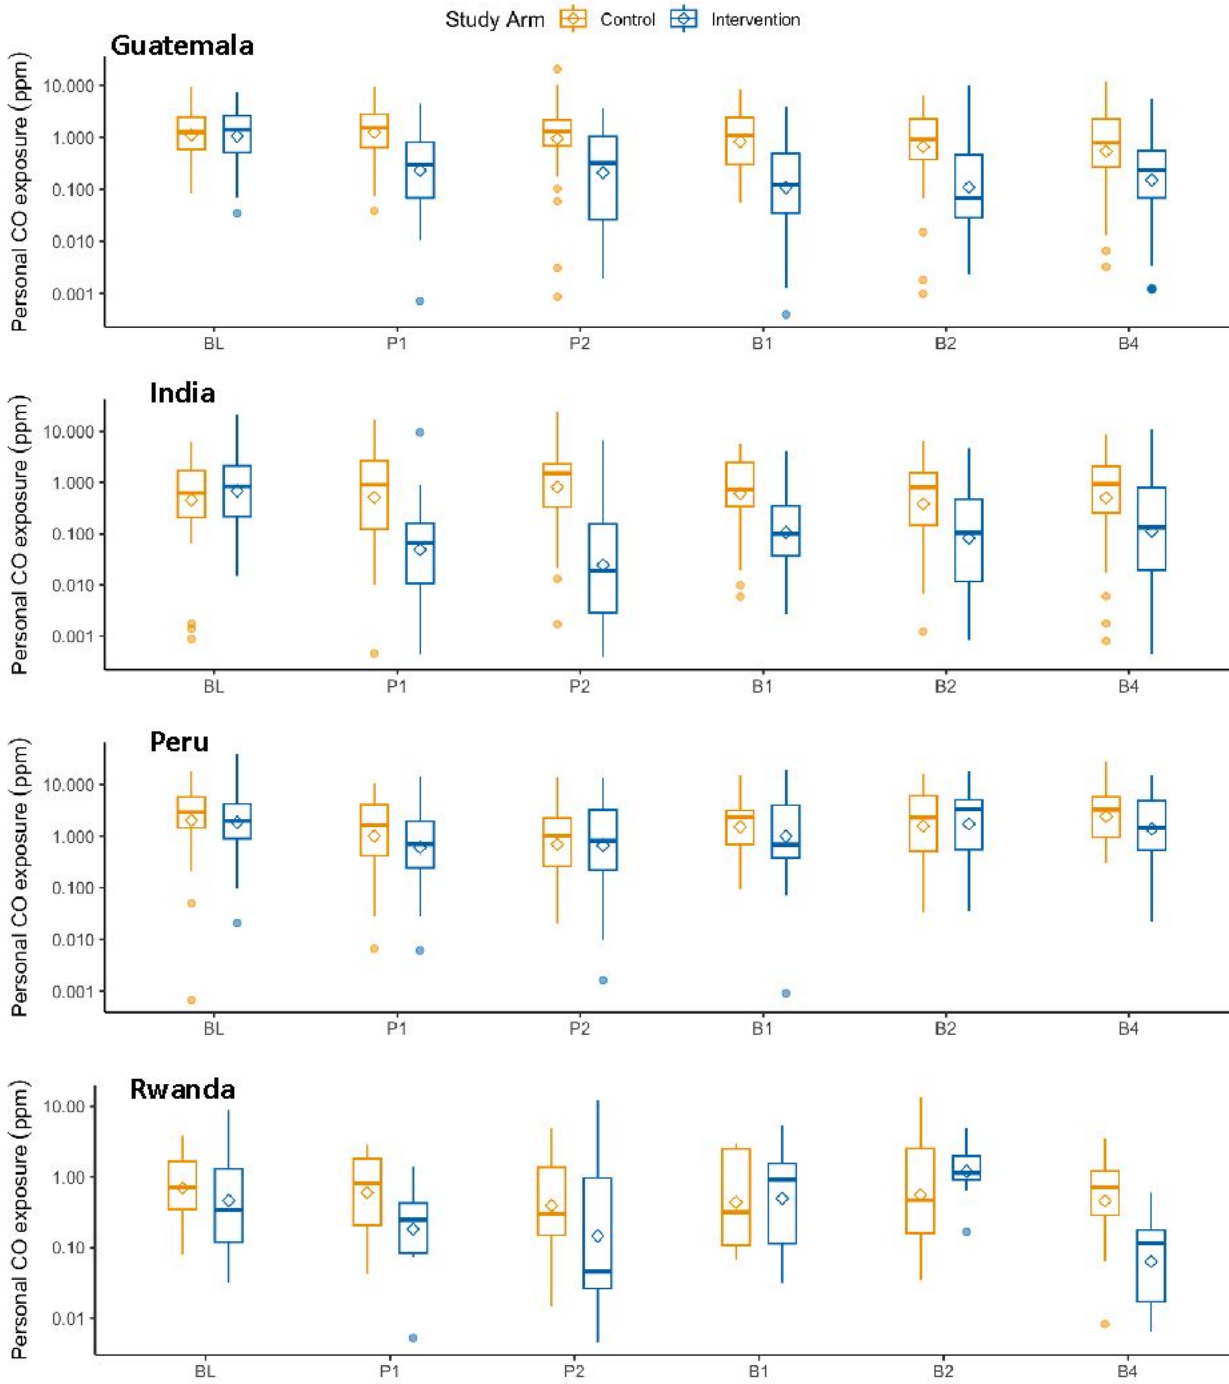 Study Arm Control Intervention
Guatemala
Personal CO exposure (ppm)
10.000
1.000
0.100
0.010
0.001
BL P1 P2 B1 B2 B4
India
Personal CO exposure (ppm)
10.000
1.000
0.100
0.010
0.001
BL P1 P2 B1 B2 B4
Peru
Personal CO exposure (ppm)
10.000
1.000
0.100
0.010
0.001
BL P1 P2 B1 B2 B4
Rwanda
Personal CO exposure (ppm)
10.00
1.00
0.10
0.01
BL P1 P2 B1 B2 B4